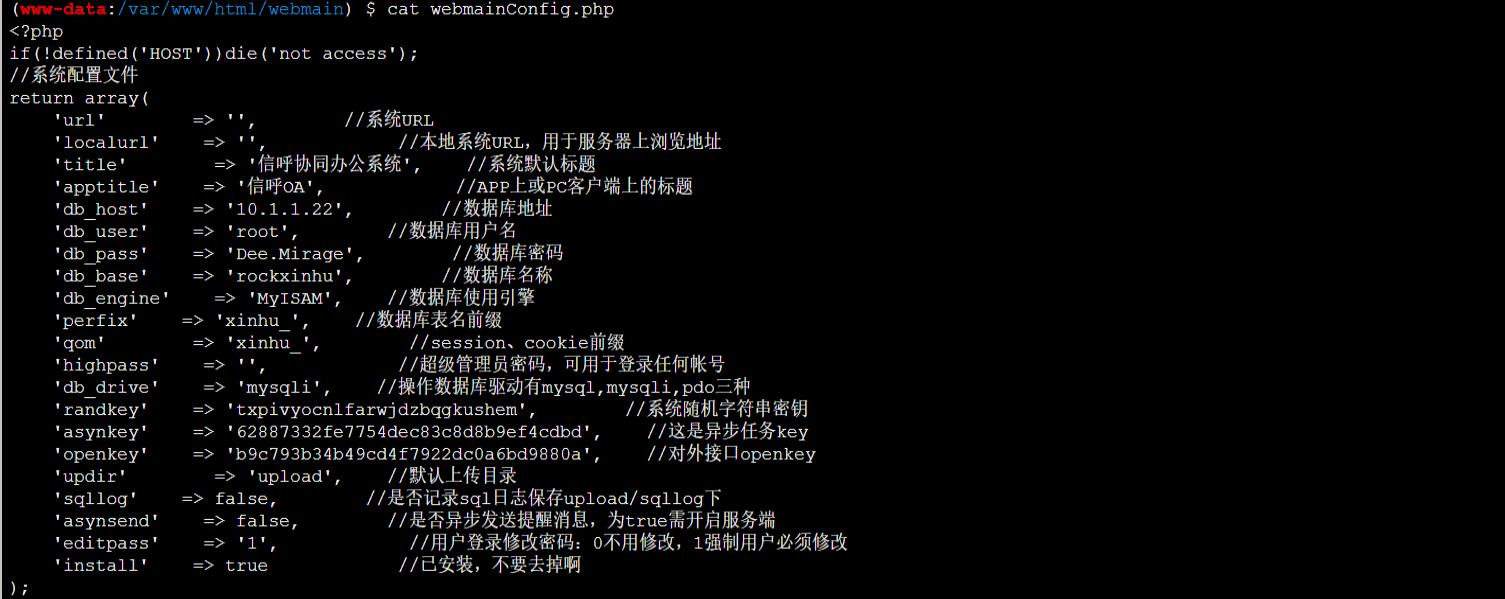 (www-data:/var/www/html/webmain) $ cat webmainConfig.php
<?php
if(!defined('HOST'))die('not access');
//系统配置文件
return array(
    'url'        => '',        //系统URL
    'localurl'    => '',            //本地系统URL，用于服务器上浏览地址
    'title'        => '信呼协同办公系统',    //系统默认标题
    'apptitle'    => '信呼OA',            //APP上或PC客户端上的标题
    'db_host'    => '10.1.1.22',        //数据库地址
    'db_user'    => 'root',        //数据库用户名
    'db_pass'    => 'Dee.Mirage',        //数据库密码
    'db_base'    => 'rockxinhu',        //数据库名称
    'db_engine'    => 'MyISAM',    //数据库使用引擎
    'perfix'    => 'xinhu_',    //数据库表名前缀
    'qom'        => 'xinhu_',        //session、cookie前缀
    'highpass'    => '',            //超级管理员密码，可用于登录任何帐号
    'db_drive'    => 'mysqli',    //操作数据库驱动有mysql,mysqli,pdo三种
    'randkey'    => 'txpivyocnlfarwjdzbqgkushem',        //系统随机字符串密钥
    'asynkey'    => '62887332fe7754dec83c8d8b9ef4cdbd',    //这是异步任务key
    'openkey'    => 'b9c793b34b49cd4f7922dc0a6bd9880a',    //对外接口openkey
    'updir'        => 'upload',    //默认上传目录
    'sqllog'    => false,        //是否记录sql日志保存upload/sqllog下
    'asynsend'    => false,        //是否异步发送提醒消息，为true需开启服务端
    'editpass'    => '1',            //用户登录修改密码：0不用修改，1强制用户必须修改
    'install'    => true            //已安装，不要去掉啊
);